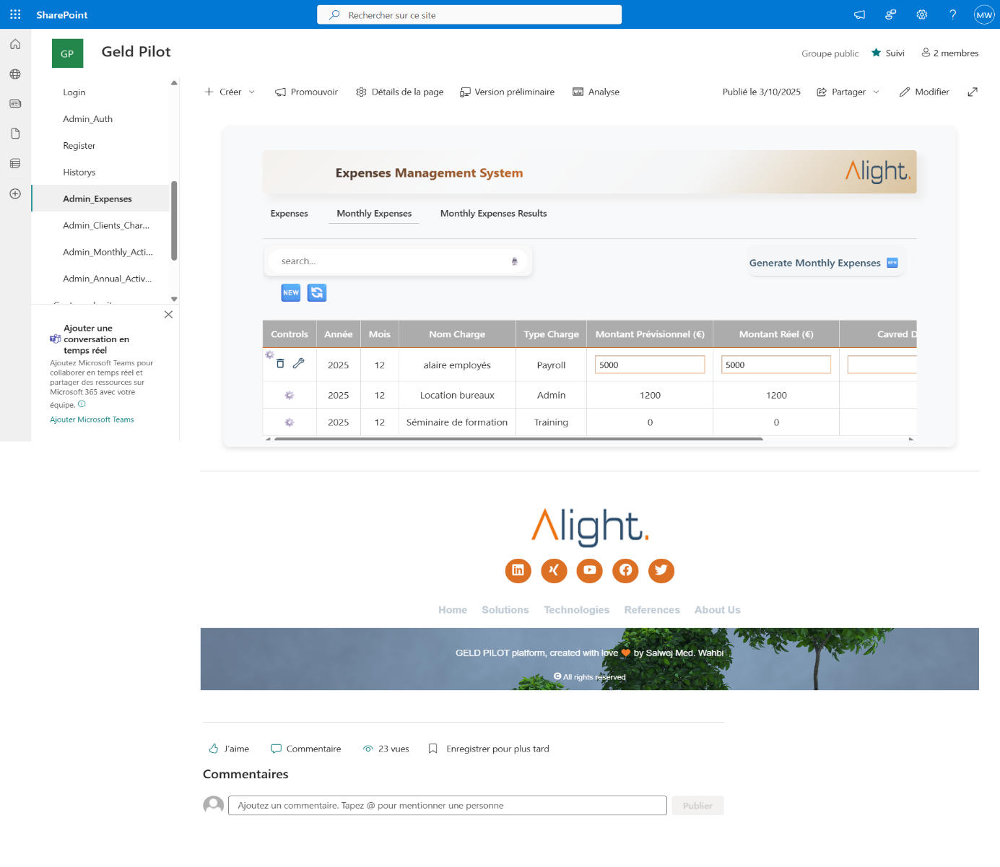 SharePoint
Rechercher sur ce site
MW
GP
Geld Pilot
Groupe public
Suivi
2 membres
Login
Admin_Auth
Register
Historys
Admin_Expenses
Admin_Clients_Char...
Admin_Monthly_Acti...
Admin_Annual_Activ...
Ajouter une
conversation en
temps réel
Ajoutez Microsoft Teams pour
collaborer en temps réel et
partager des ressources sur
Microsoft 365 avec votre
équipe.
Ajouter Microsoft Teams
Créer
Promouvoir
Détails de la page
Version préliminaire
Analyse
Publié le 3/10/2025
Partager
Modifier
Expenses Management System
Alight.
Expenses Monthly Expenses Monthly Expenses Results
search...
Generate Monthly Expenses NEW
NEW
Controls Année Mois Nom Charge Type Charge Montant Prévisionnel (€) Montant Réel (€) Cavred D
2025 12 alaire employés Payroll 5000 5000
2025 12 Location bureaux Admin 1200 1200
2025 12 Séminaire de formation Training 0 0
Alight.
Home Solutions Technologies References About Us
GELD PILOT platform, created with love 🧡 by Salwej Med. Wahbi
© All rights reserved
J'aime
Commentaire
23 vues
Enregistrer pour plus tard
Commentaires
Ajoutez un commentaire. Tapez @ pour mentionner une personne
Publier